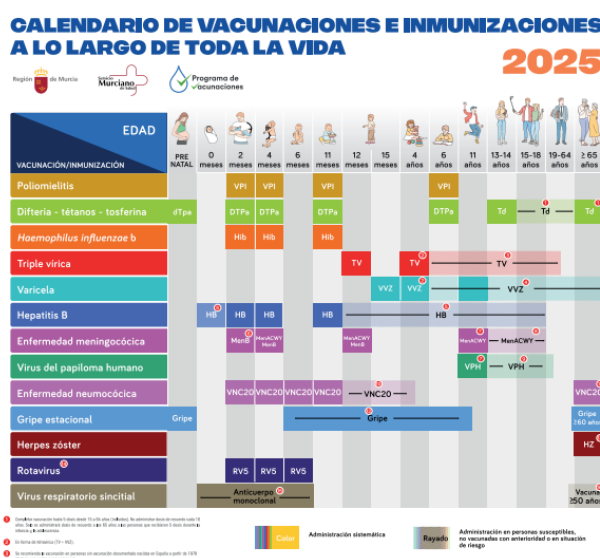 CALENDARIO DE VACUNACIONES E INMUNIZACIONES
A LO LARGO DE TODA LA VIDA
2025
Región de Murcia
Servicio
Murciano
de Salud
Programa de
Vacunaciones
EDAD
VACUNACIÓN/INMUNIZACIÓN
PRE NATAL
0 meses
2 meses
4 meses
6 meses
11 meses
12 meses
15 meses
4 años
6 años
11 años
13-14 años
15-18 años
19-64 años
≥ 65 años
Poliomielitis VPI VPI VPI VPI
Difteria - tétanos - tosferina dTpa DTPa DTPa DTPa DTPa Td Td Td
Haemophilus influenzae b Hib Hib Hib
Triple vírica TV TV TV
Varicela VVZ VVZ VVZ
Hepatitis B HB HB HB HB HB
Enfermedad meningocócica MenB MenACWY MenB MenACWY MenB MenACWY MenACWY
Virus del papiloma humano VPH VPH
Enfermedad neumocócica VNC20 VNC20 VNC20 VNC20 VNC20 VNC20
Gripe estacional Gripe Gripe Gripe ≥60 años
Herpes zóster HZ
Rotavirus RV5 RV5 RV5
Virus respiratorio sincitial Anticuerpo monoclonal Vacuna ≥50 años
Color
Administración sistemática
Rayado
Administración en personas susceptibles,
no vacunadas con anterioridad o en situación
de riesgo